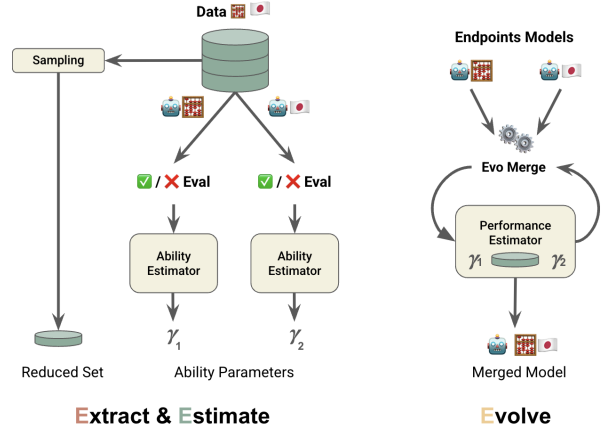 Data
Sampling
/ Eval
/ Eval
Ability
Estimator
Ability
Estimator
γ1
γ2
Reduced Set
Ability Parameters
Extract & Estimate
Endpoints Models
Evo Merge
Performance
Estimator
γ1
γ2
Merged Model
Evolve